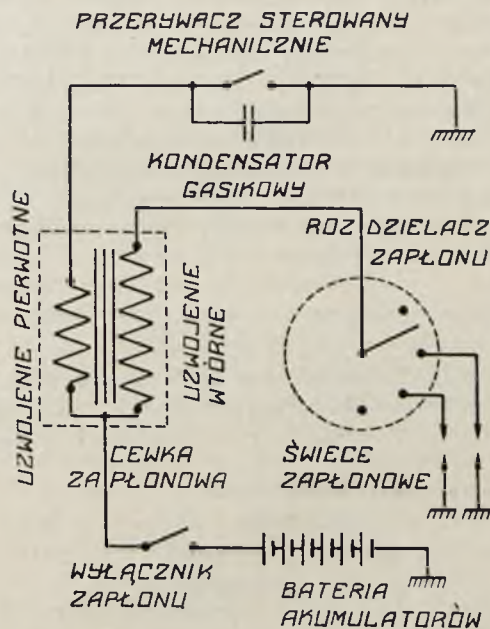 PRZERYWACZ STEROWANY
MECHANICZNIE
KONDENSATOR
GASIKOWY
ROZDZIELACZ
ZAPŁONU
UZWOJENIE PIERWOTNE
UZWOJENIE
WTÓRNE
CEWKA
ZAPŁONOWA
ŚWIECE
ZAPŁONOWE
WYŁĄCZNIK
ZAPŁONU
BATERIA
AKUMULATORÓW